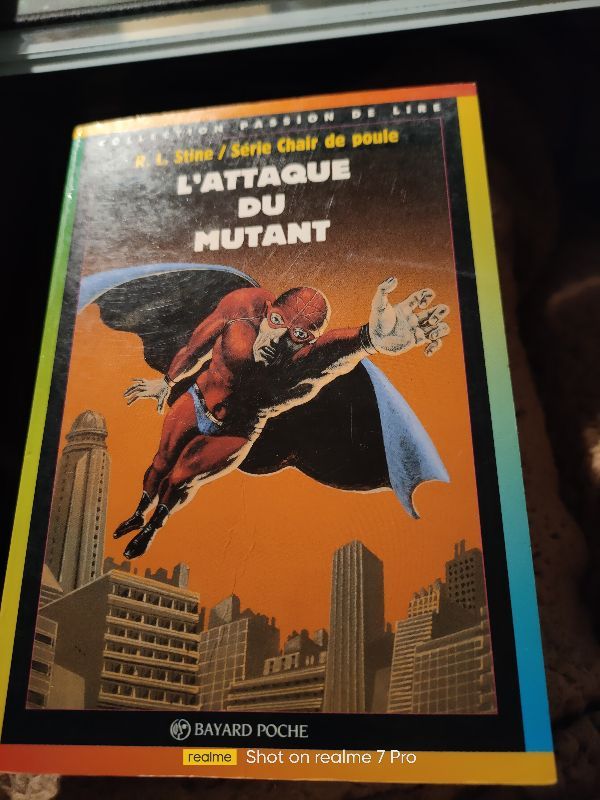 COLLECTION PASSION DE LIRE
R. L. Stine / Série Chair de poule
L'ATTAQUE
DU
MUTANT
BAYARD POCHE
realme Shot on realme 7 Pro